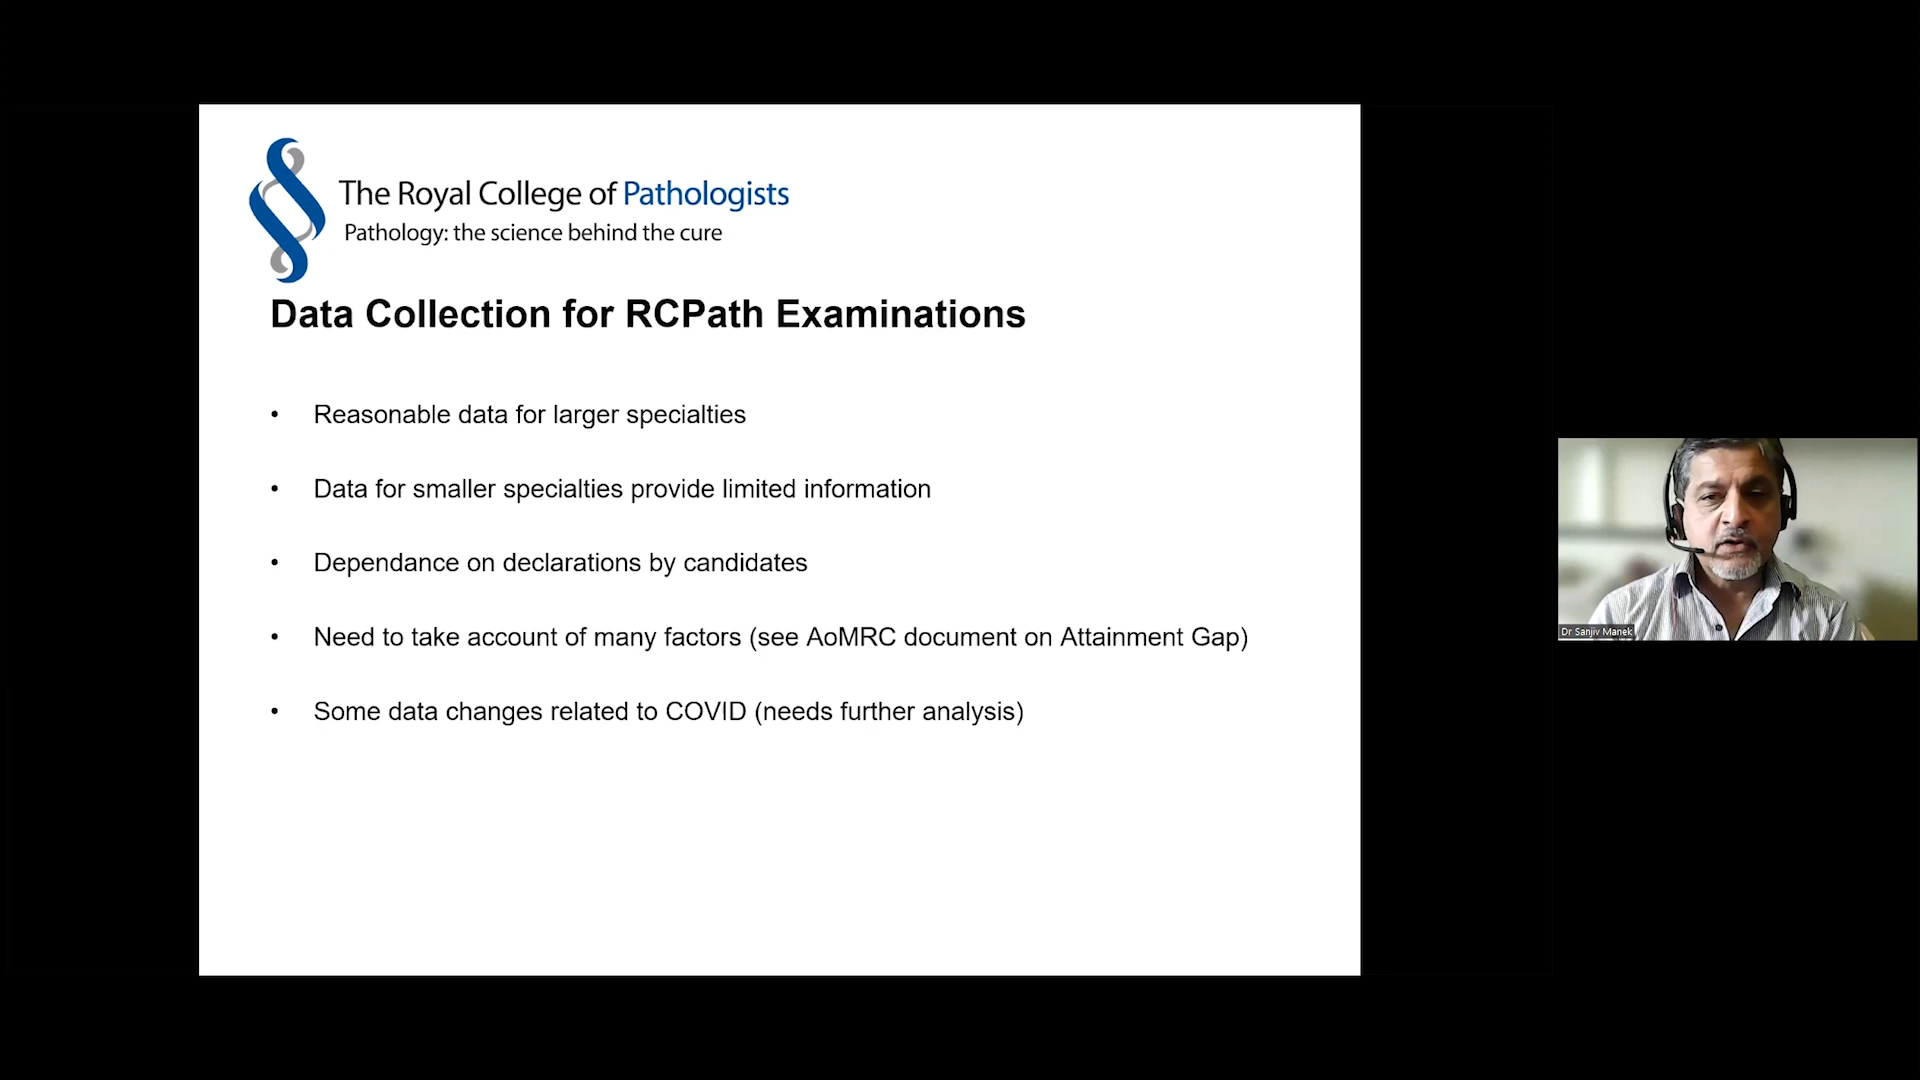 The Royal College of Pathologists
Pathology: the science behind the cure
Data Collection for RCPath Examinations
• Reasonable data for larger specialties
• Data for smaller specialties provide limited information
• Dependance on declarations by candidates
• Need to take account of many factors (see AoMRC document on Attainment Gap)
• Some data changes related to COVID (needs further analysis)
Dr Sanjiv Manek